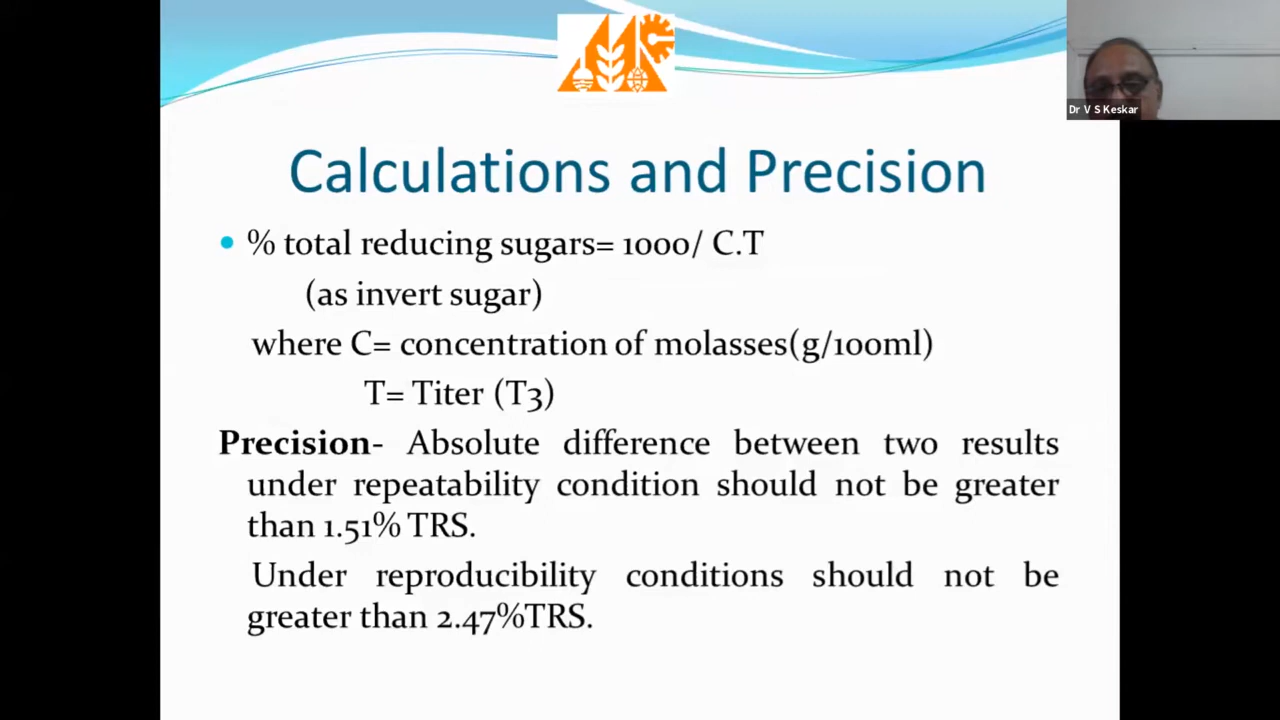 Dr V S Keskar
Calculations and Precision
• % total reducing sugars= 1000/ C.T
(as invert sugar)
where C= concentration of molasses(g/100ml)
T= Titer (T3)
Precision- Absolute difference between two results
under repeatability condition should not be greater
than 1.51% TRS.
Under reproducibility conditions should not be
greater than 2.47%TRS.